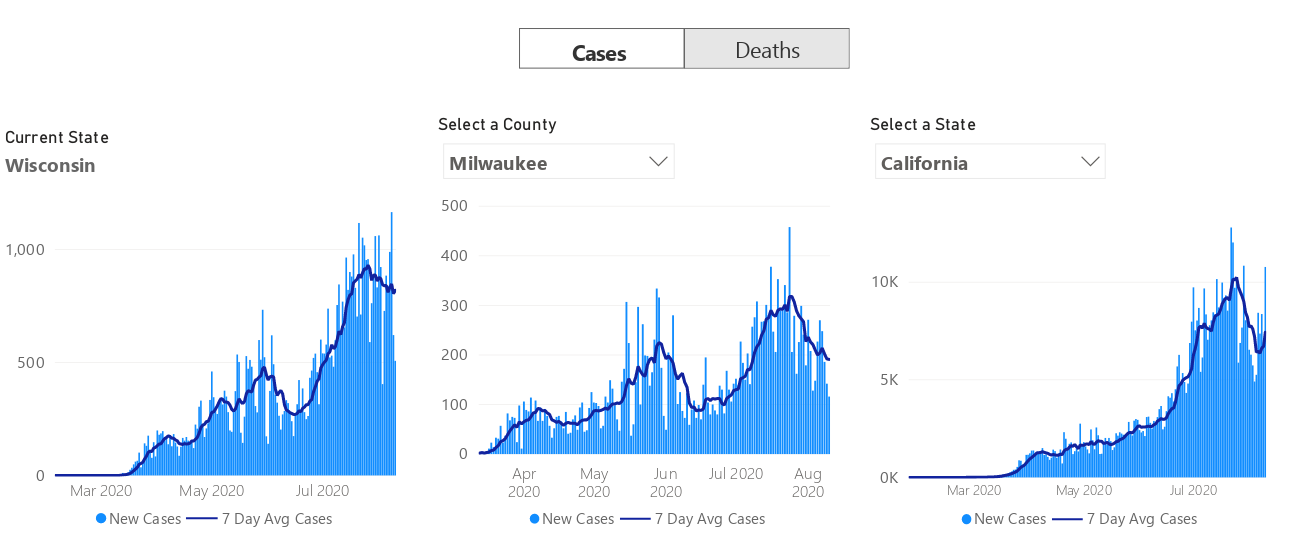 Cases Deaths
Current State
Wisconsin
1,000
500
0
Mar 2020 May 2020 Jul 2020
New Cases 7 Day Avg Cases
Select a County
Milwaukee
500
400
300
200
100
0
Apr 2020 May 2020 Jun 2020 Jul 2020 Aug 2020
New Cases 7 Day Avg Cases
Select a State
California
10K
5K
0K
Mar 2020 May 2020 Jul 2020
New Cases 7 Day Avg Cases